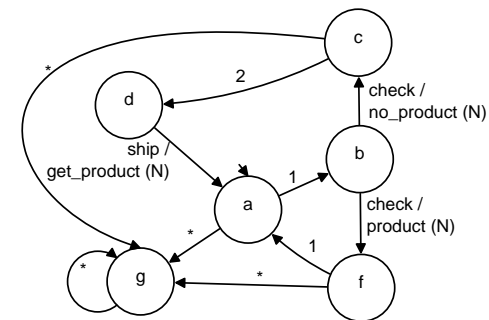 c
*
2
check /
no_product (N)
d
ship /
get_product (N)
b
1
a
check /
product (N)
*
1
g
*
*
f